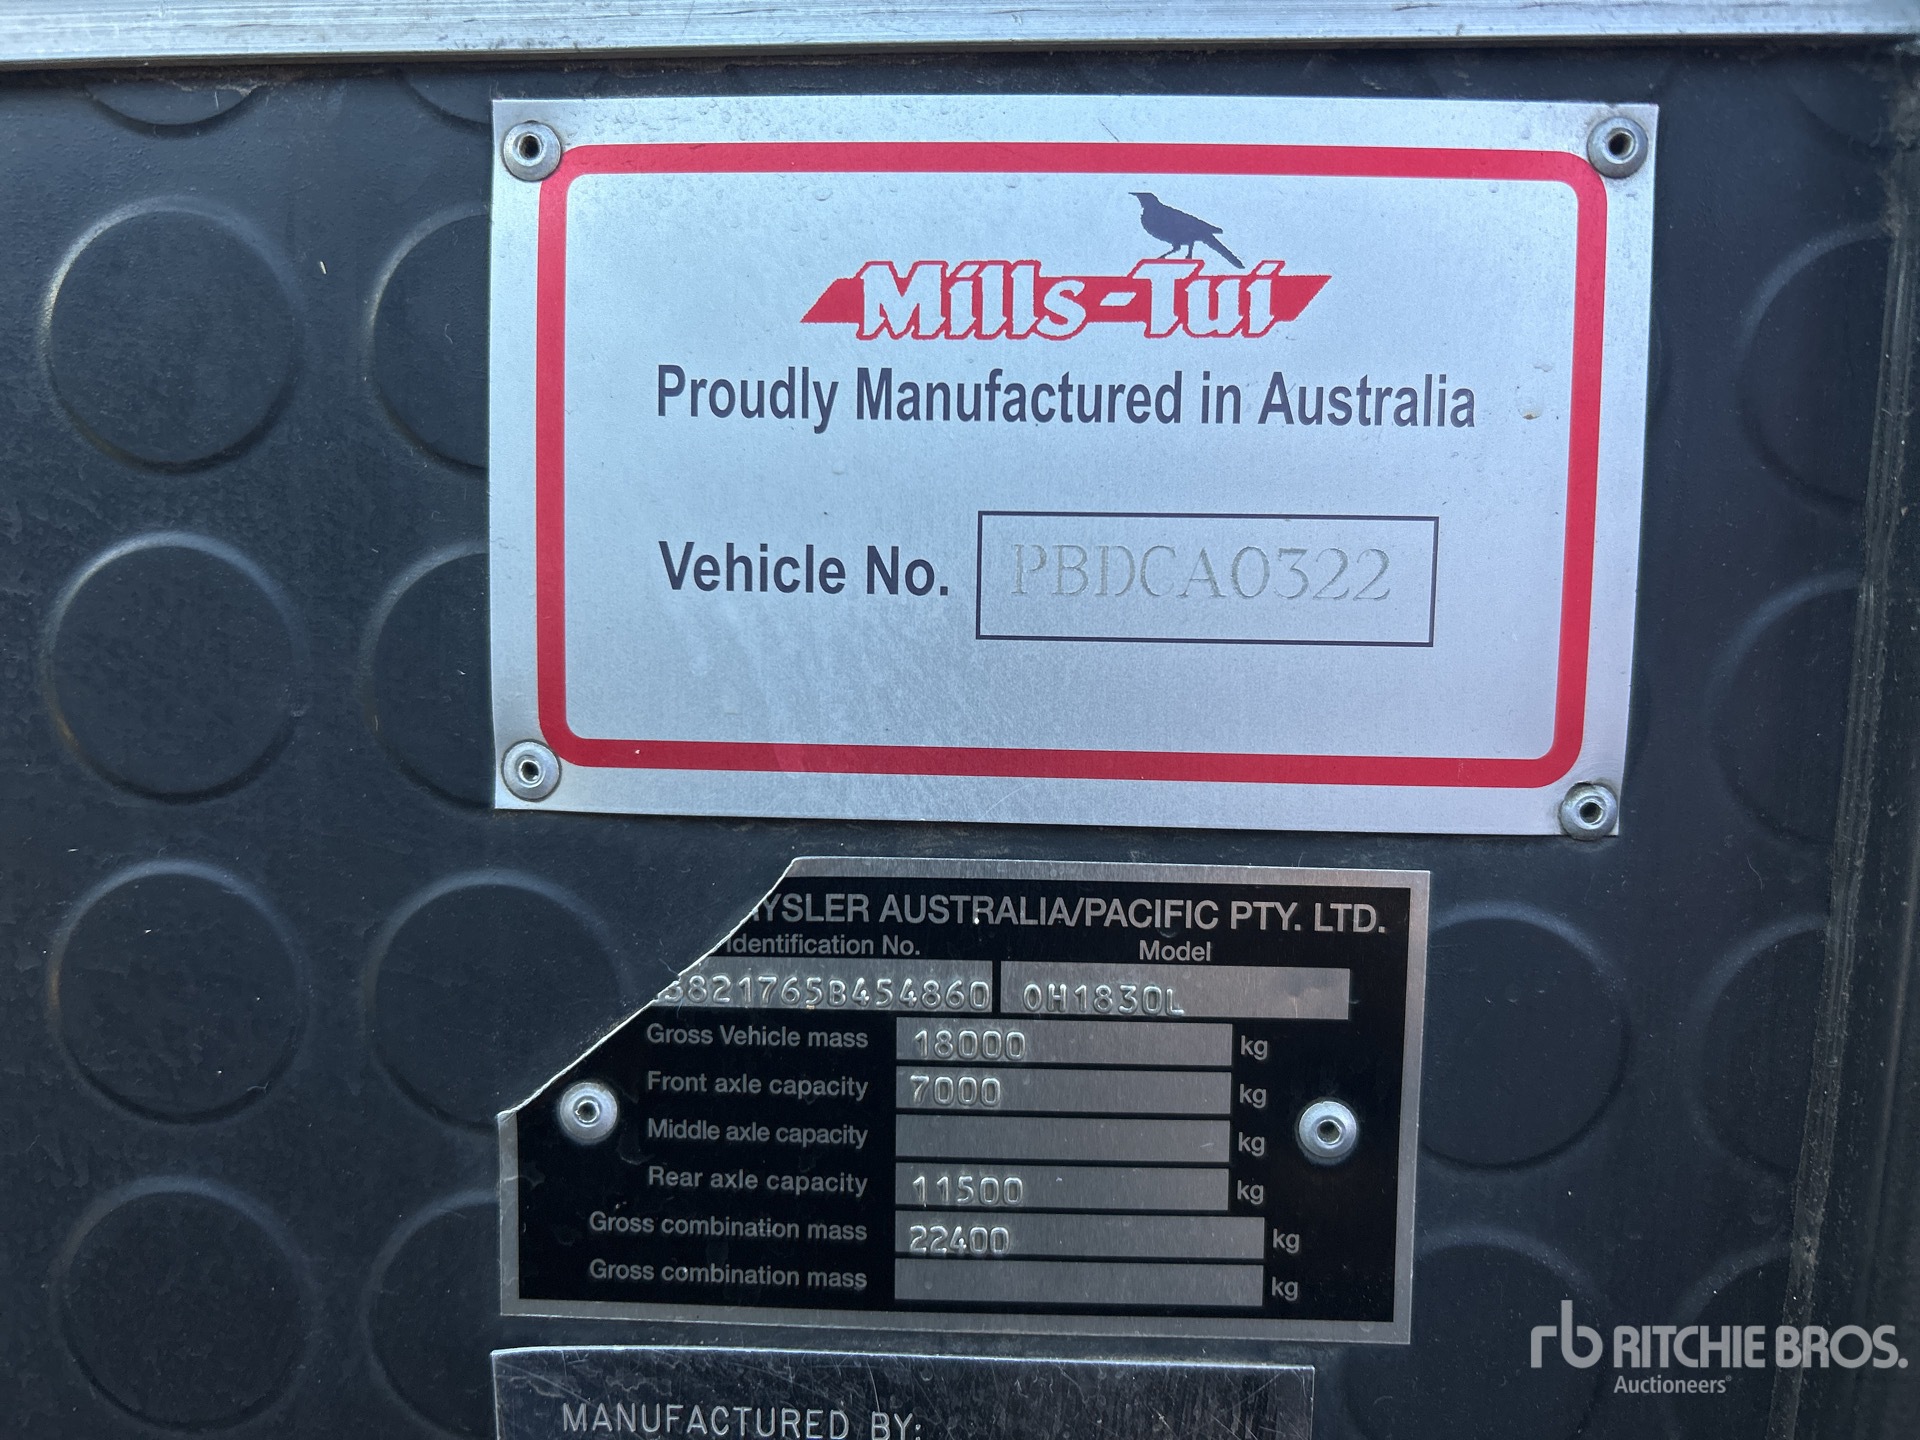 Mills-Tui
Proudly Manufactured in Australia
Vehicle No. PBDCA0322
YSLER AUSTRALIA/PACIFIC PTY. LTD.
Identification No. Model
3821765B454860 OH1830L
Gross Vehicle mass 18000 kg
Front axle capacity 7000 kg
Middle axle capacity kg
Rear axle capacity 11500 kg
Gross combination mass 22400 kg
Gross combination mass kg
MANUFACTURED BY:
rb RITCHIE BROS.
Auctioneers